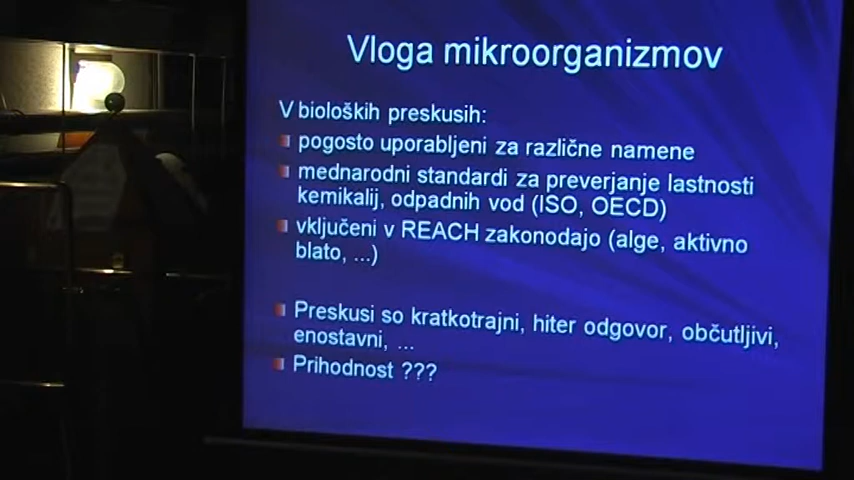 Vloga mikroorganizmov
V bioloških preskusih:
pogosto uporabljeni za različne namene
mednarodni standardi za preverjanje lastnosti
kemikalij, odpadnih vod (ISO, OECD)
vključeni v REACH zakonodajo (alge, aktivno
blato, ...)
Preskusi so kratkotrajni, hiter odgovor, občutljivi,
enostavni, ...
Prihodnost ???